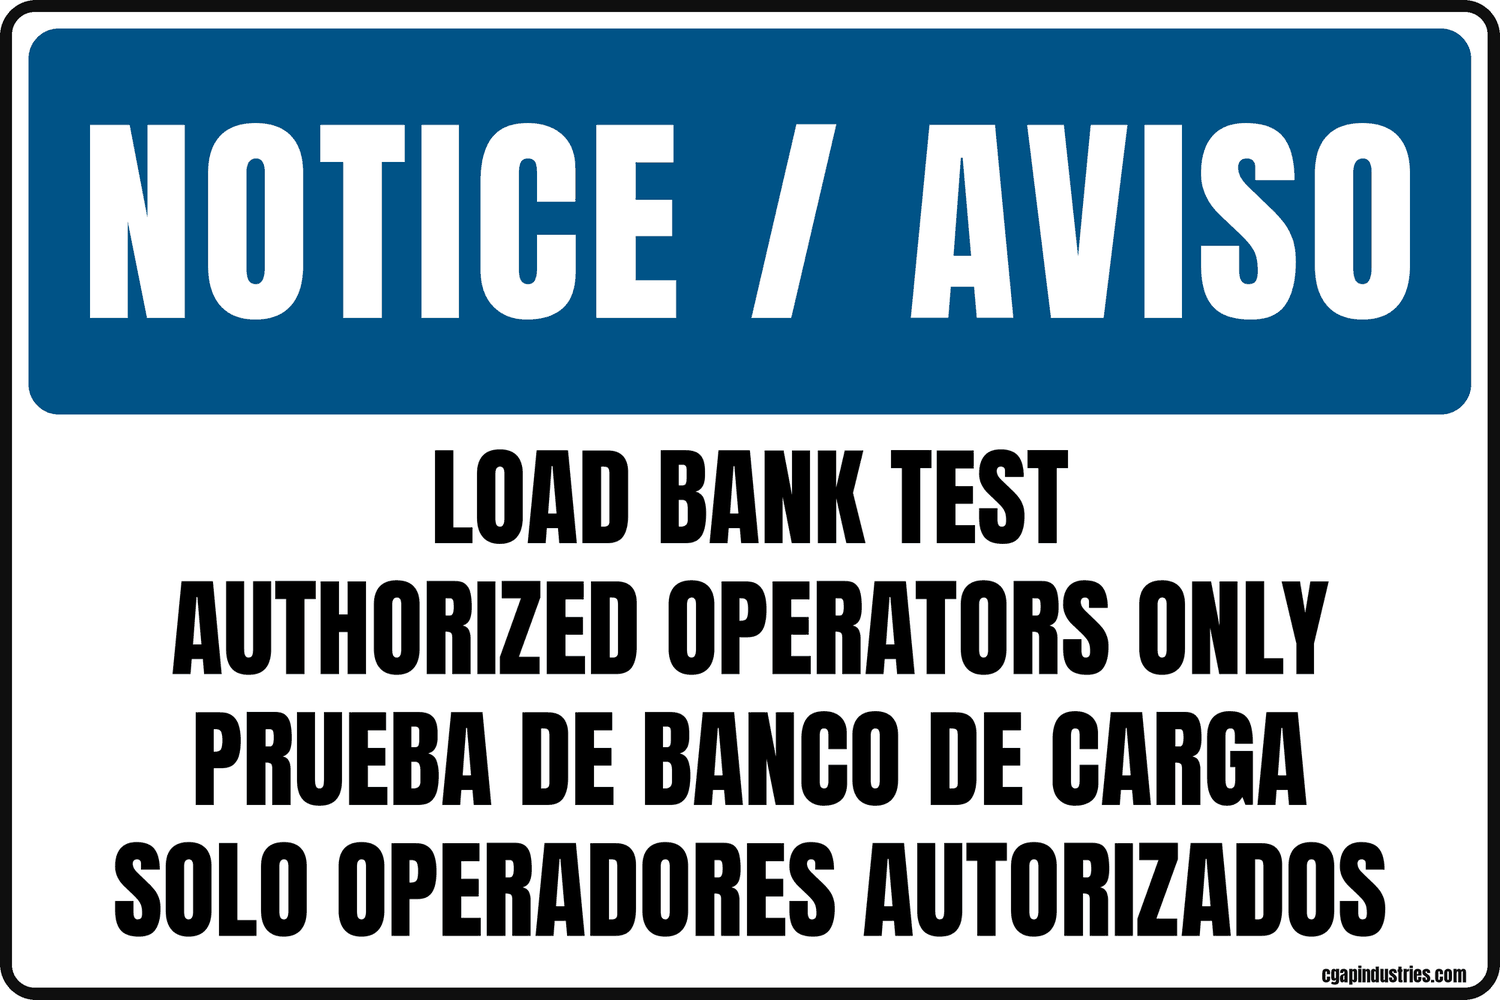 NOTICE / AVISO
LOAD BANK TEST
AUTHORIZED OPERATORS ONLY
PRUEBA DE BANCO DE CARGA
SOLO OPERADORES AUTORIZADOS
cgapindustries.com